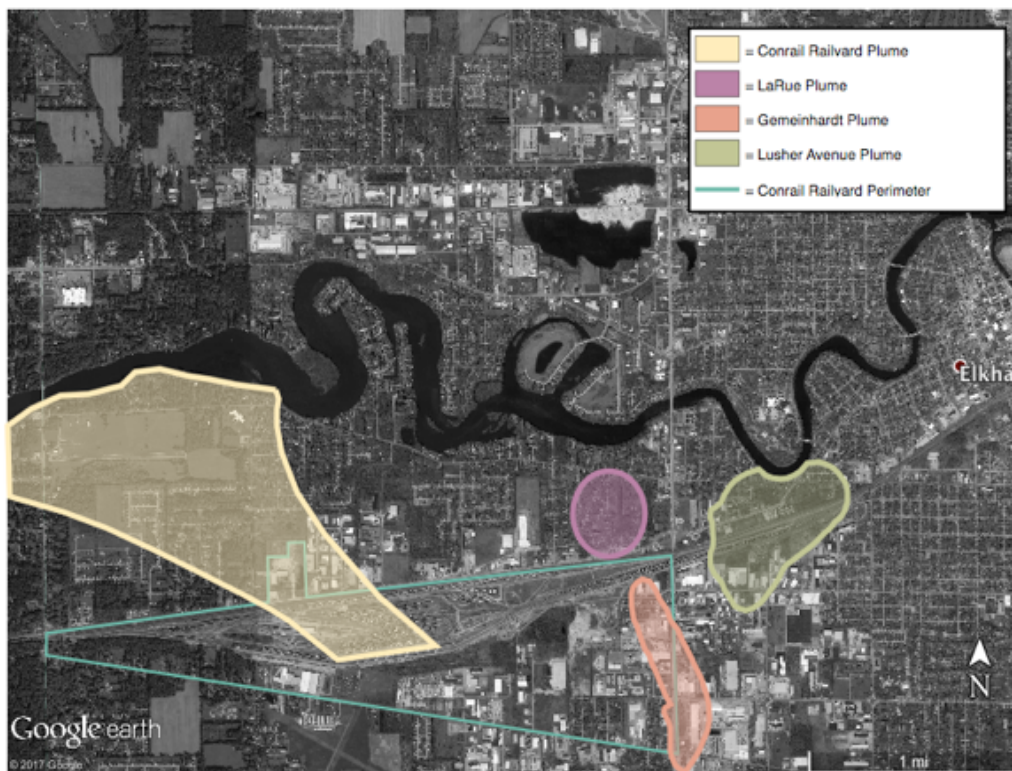 = Conrail Railyard Plume
= LaRue Plume
= Gemeinhardt Plume
= Lusher Avenue Plume
= Conrail Railyard Perimeter
Elkha
N
Google earth
© 2017 Google
1 mi